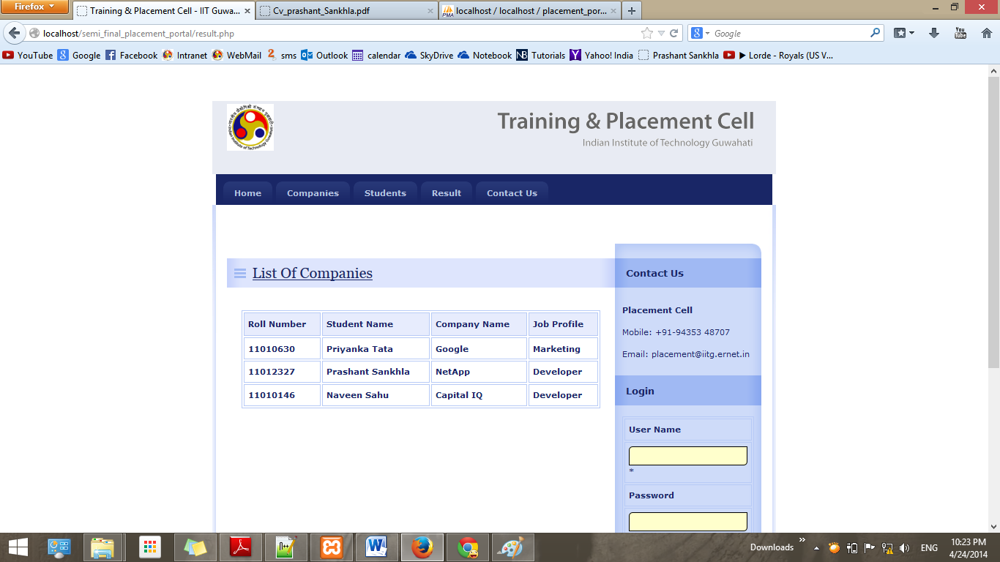 Firefox
Training & Placement Cell - IIT Guwa...
Cv_prashant_Sankhla.pdf
localhost / localhost / placement_por...
localhost/semi_final_placement_portal/result.php
Google
YouTube Google Facebook Intranet WebMail sms Outlook calendar SkyDrive Notebook Tutorials Yahoo! India Prashant Sankhla ▶ Lorde - Royals (US V...
Training & Placement Cell
Indian Institute of Technology Guwahati
Home Companies Students Result Contact Us
List Of Companies
Roll Number Student Name Company Name Job Profile
11010630 Priyanka Tata Google Marketing
11012327 Prashant Sankhla NetApp Developer
11010146 Naveen Sahu Capital IQ Developer
Contact Us
Placement Cell
Mobile: +91-94353 48707
Email: placement@iitg.ernet.in
Login
User Name
*
Password
Downloads
ENG
10:23 PM
4/24/2014